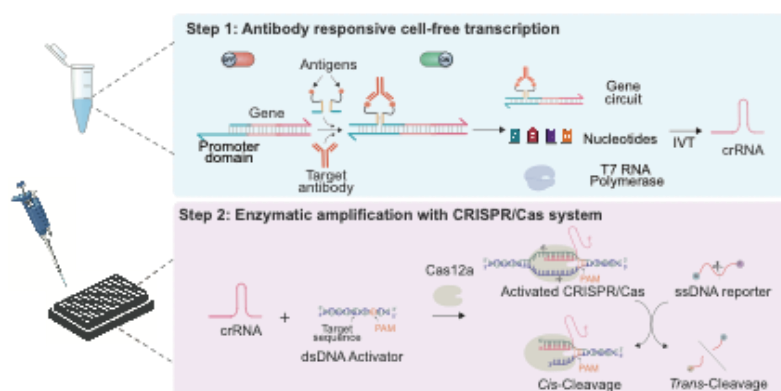 Step 1: Antibody responsive cell-free transcription
OFF
ON
Antigens
Gene
Promoter
domain
Target
antibody
Gene
circuit
Nucleotides
T7 RNA
Polymerase
IVT
crRNA
Step 2: Enzymatic amplification with CRISPR/Cas system
crRNA
+
Target
sequence
PAM
dsDNA Activator
Cas12a
PAM
Activated CRISPR/Cas
ssDNA reporter
PAM
Cis-Cleavage
Trans-Cleavage